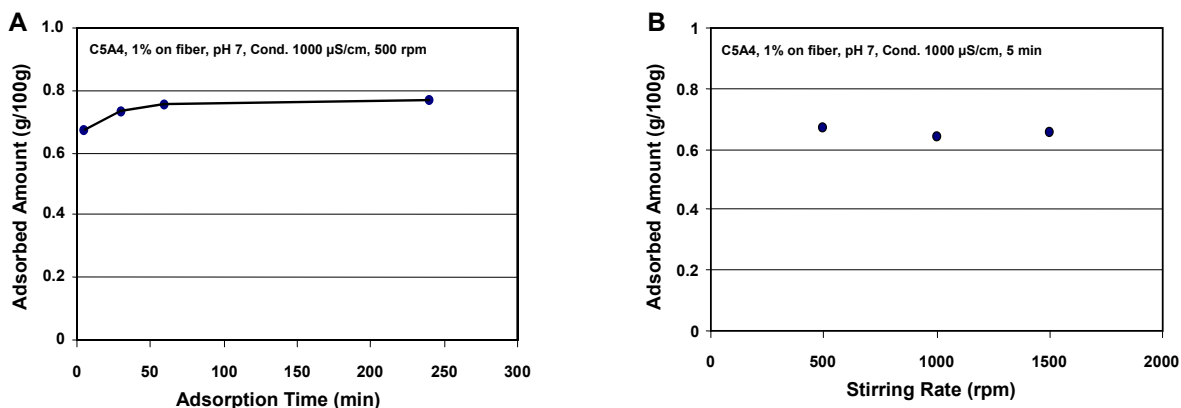 A
C5A4, 1% on fiber, pH 7, Cond. 1000 µS/cm, 500 rpm
Adsorbed Amount (g/100g)
1.0
0.8
0.6
0.4
0.2
0
0 50 100 150 200 250 300
Adsorption Time (min)
B
C5A4, 1% on fiber, pH 7, Cond. 1000 µS/cm, 5 min
Adsorbed Amount (g/100g)
1
0.8
0.6
0.4
0.2
0
0 500 1000 1500 2000
Stirring Rate (rpm)